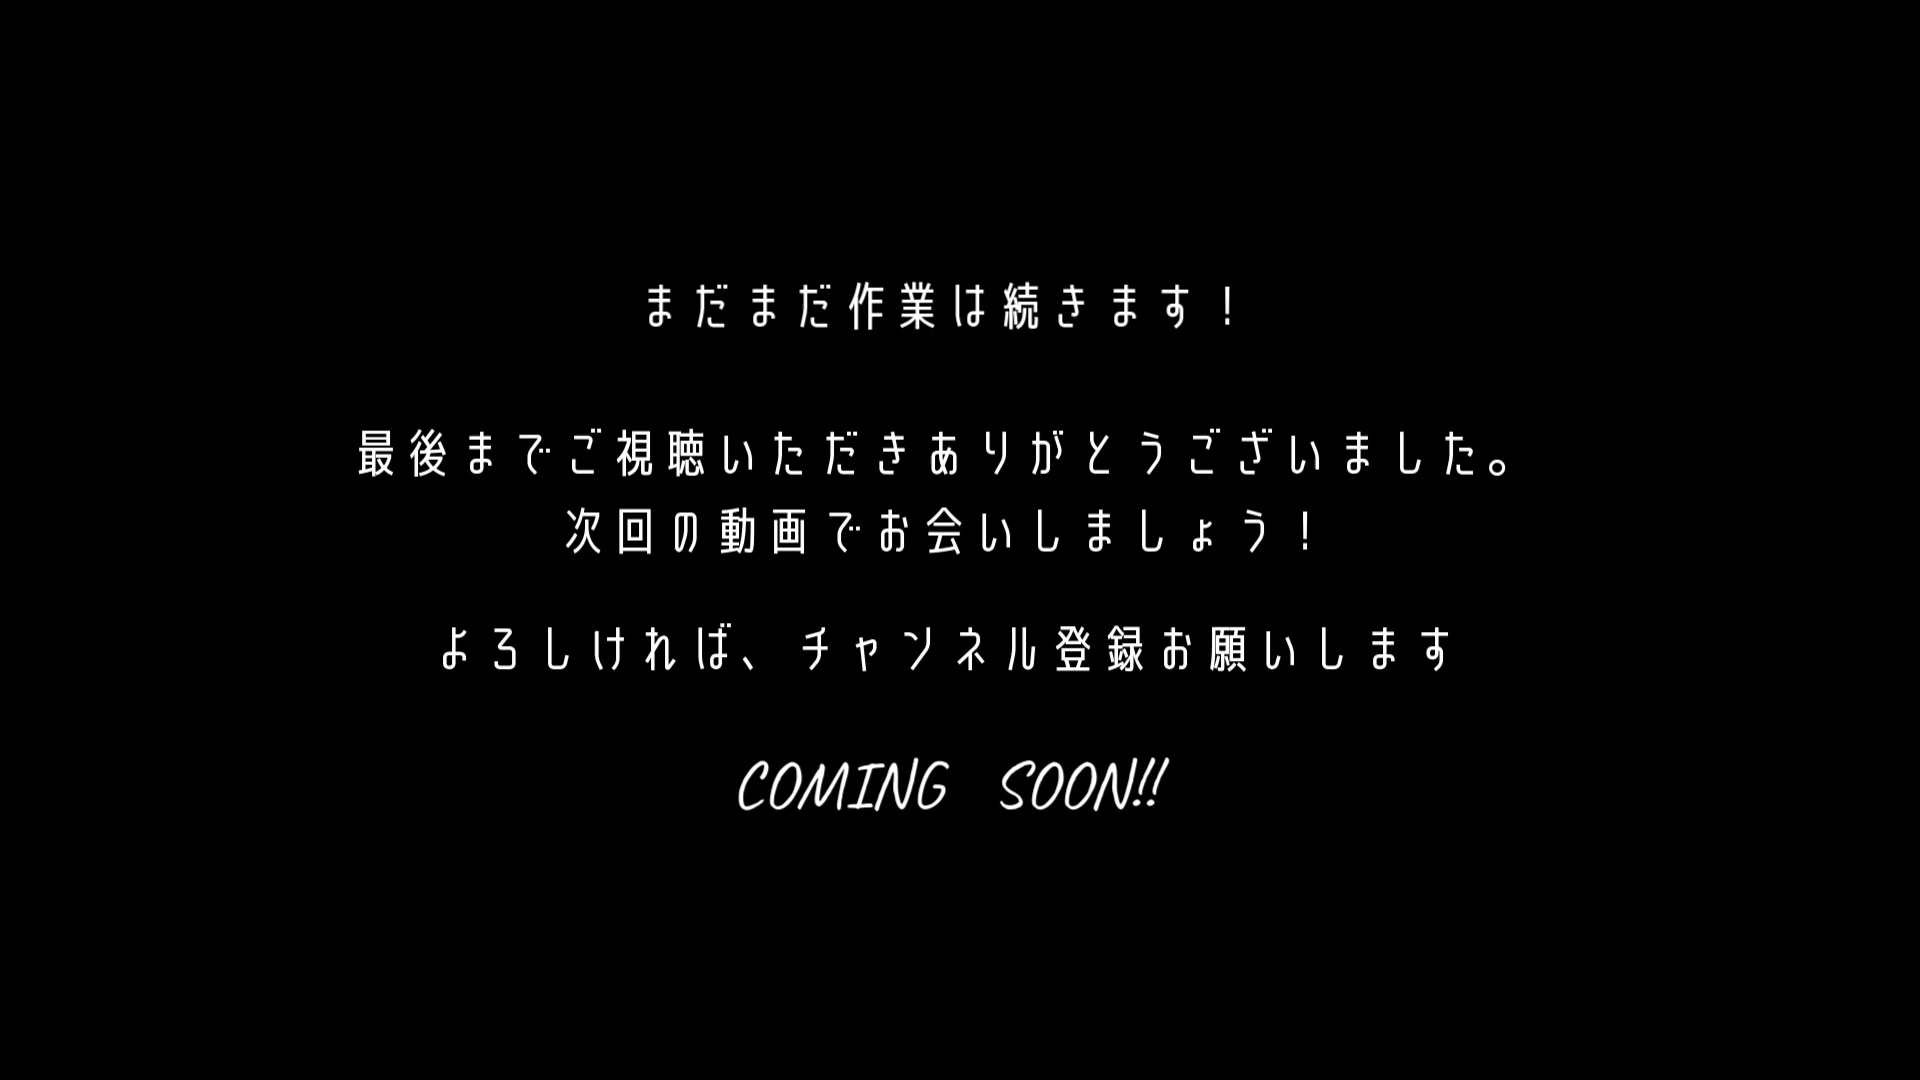 まだまだ作業は続きます！
最後までご視聴いただきありがとうございました。
次回の動画でお会いしましょう！
よろしければ、チャンネル登録お願いします
COMING SOON!!